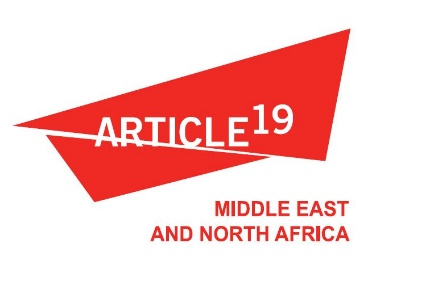 ARTICLE19
MIDDLE EAST
AND NORTH AFRICA